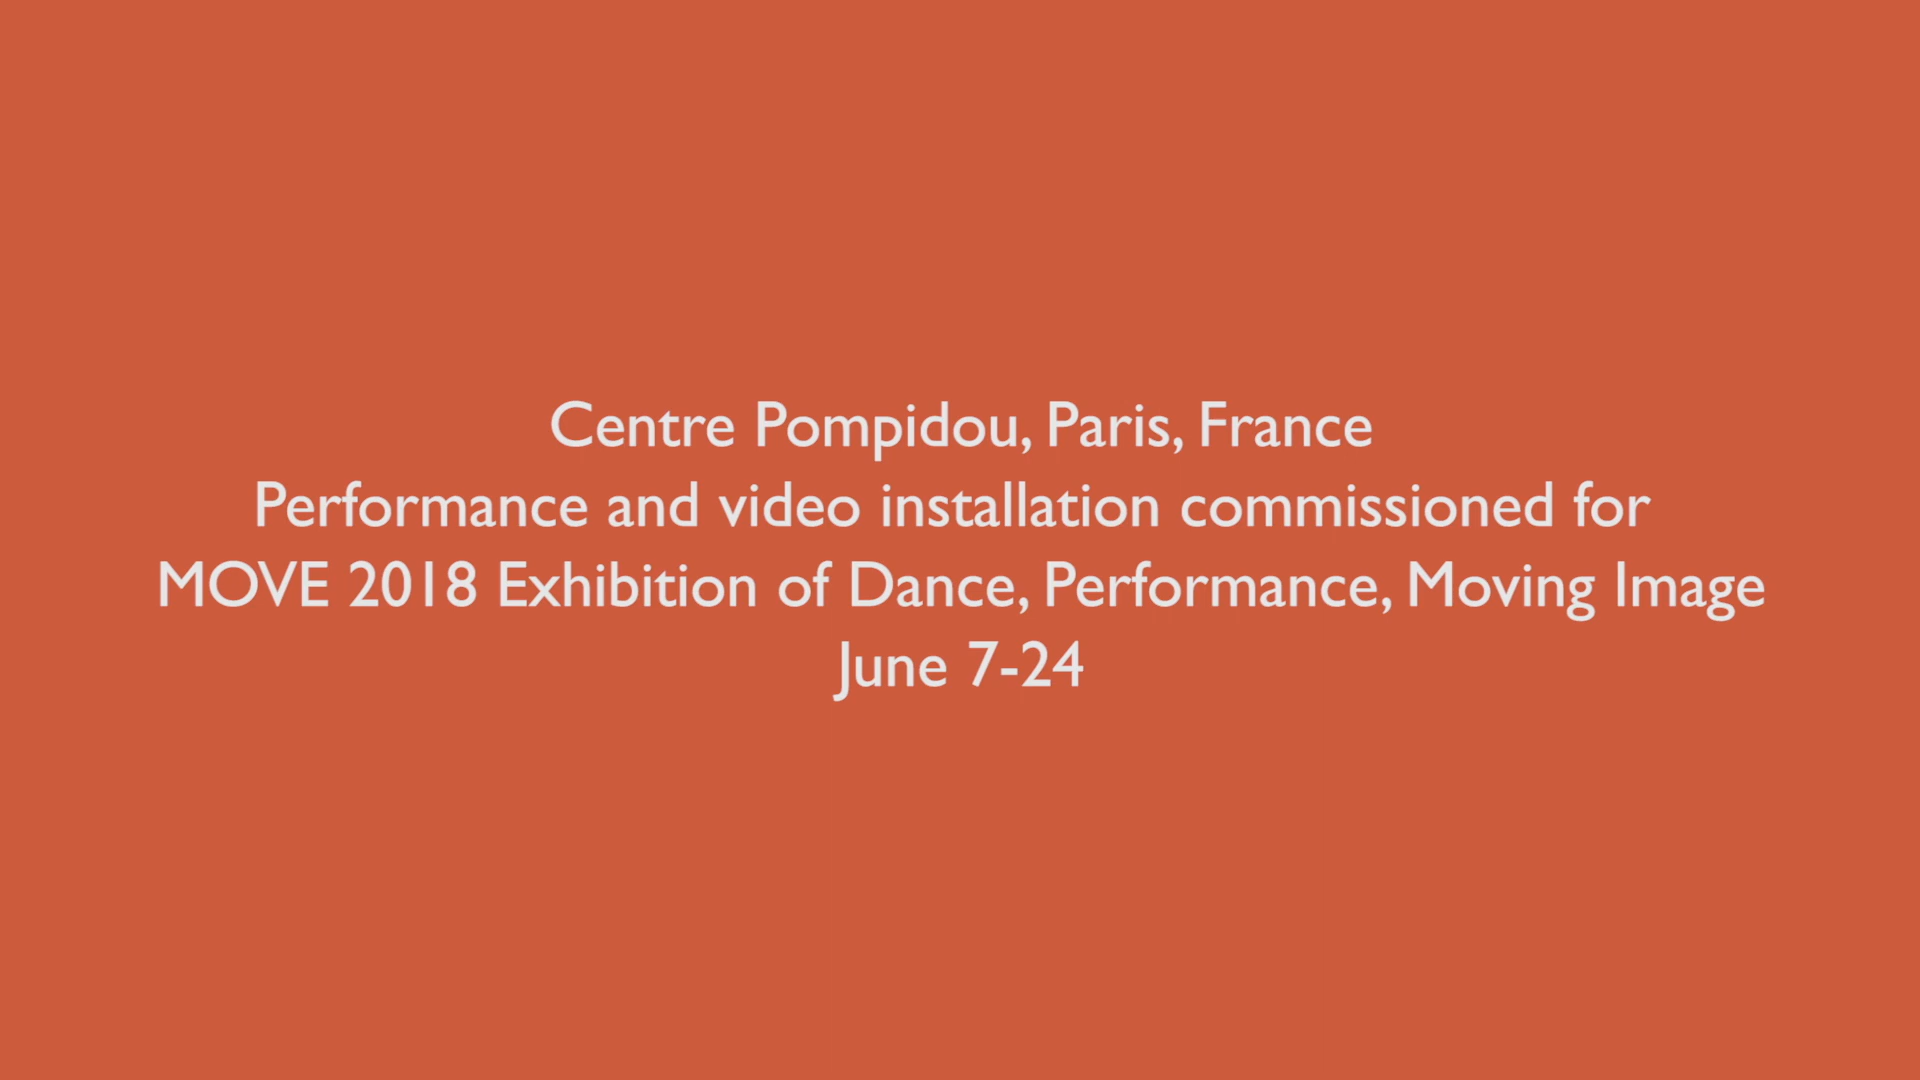 Centre Pompidou, Paris, France
Performance and video installation commissioned for
MOVE 2018 Exhibition of Dance, Performance, Moving Image
June 7-24